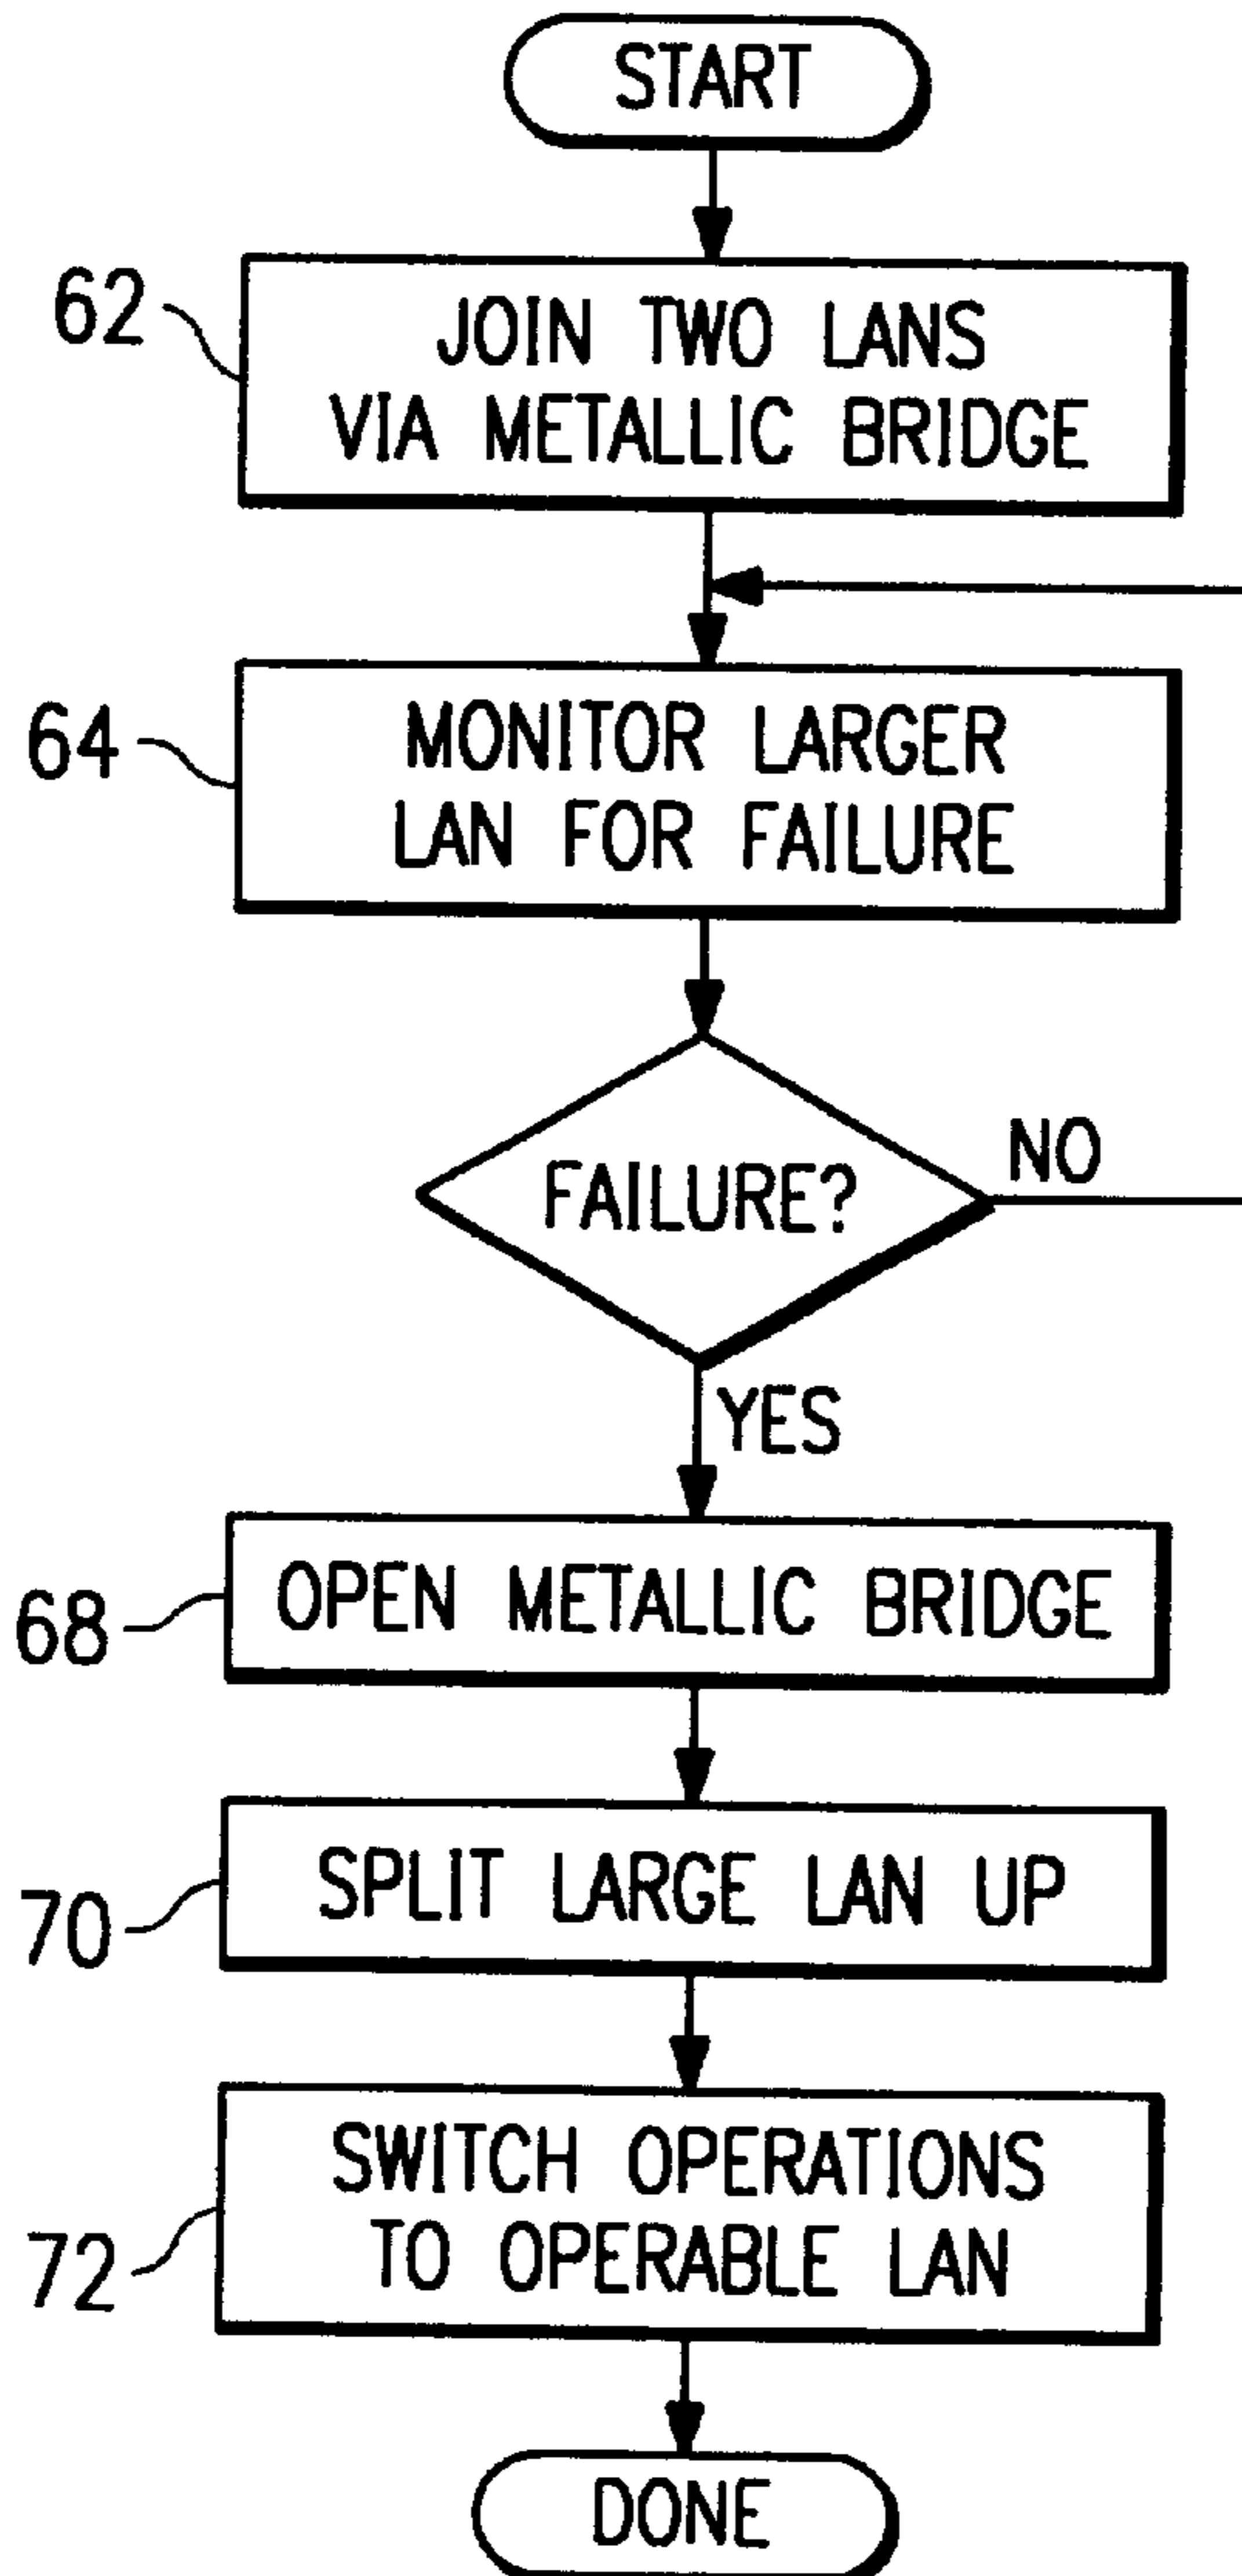 START
62
JOIN TWO LANS
VIA METALLIC BRIDGE
64
MONITOR LARGER
LAN FOR FAILURE
FAILURE?
NO
YES
68
OPEN METALLIC BRIDGE
70
SPLIT LARGE LAN UP
72
SWITCH OPERATIONS
TO OPERABLE LAN
DONE